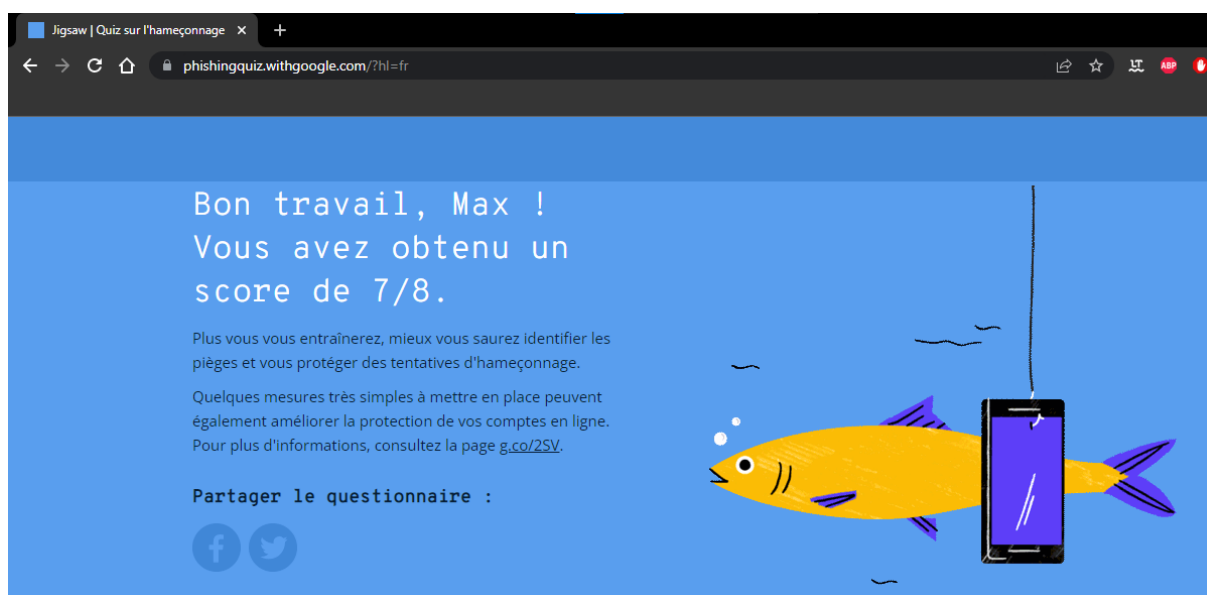 Jigsaw | Quiz sur l'hameçonnage
phishingquiz.withgoogle.com/?hl=fr
ABP
Bon travail, Max !
Vous avez obtenu un
score de 7/8.
Plus vous vous entraînerez, mieux vous saurez identifier les
pièges et vous protéger des tentatives d'hameçonnage.
Quelques mesures très simples à mettre en place peuvent
également améliorer la protection de vos comptes en ligne.
Pour plus d'informations, consultez la page g.co/2SV.
Partager le questionnaire :